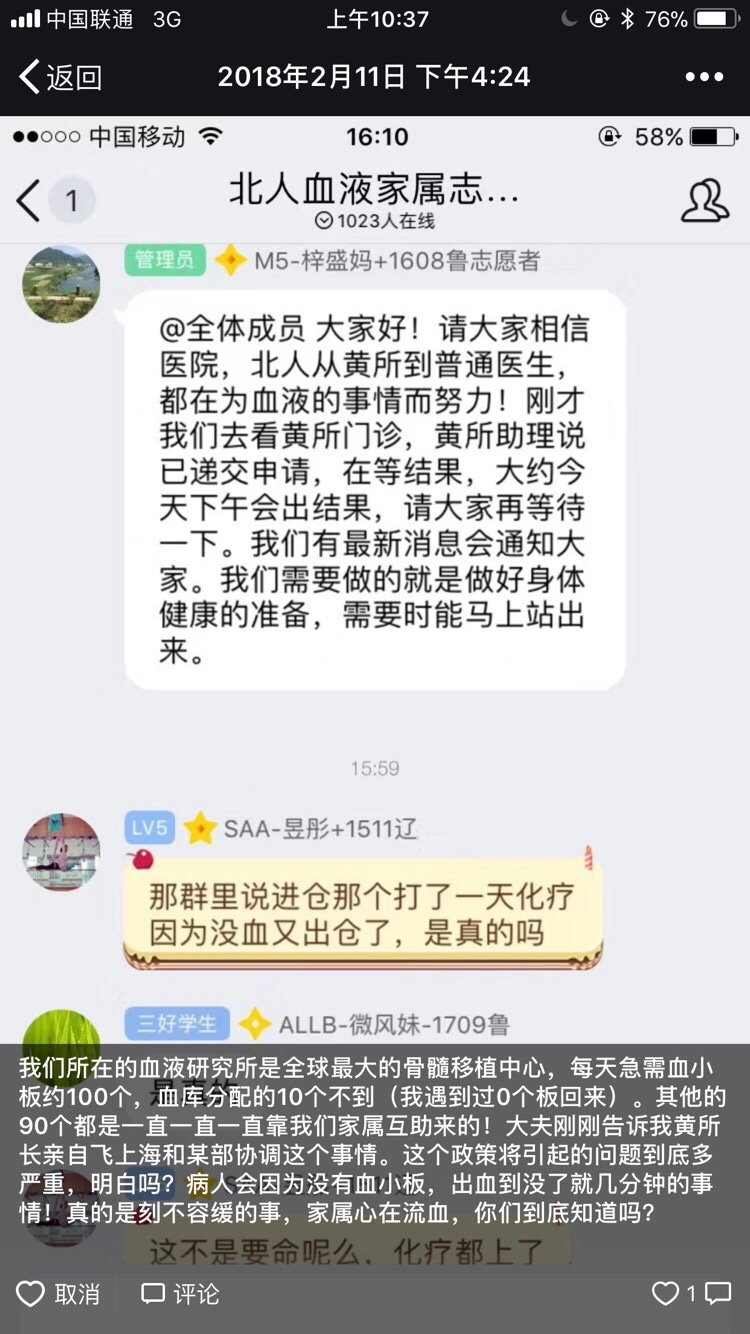 中国联通 3G 上午10:37 76%
返回 2018年2月11日 下午4:24
中国移动 16:10 58%
1 北人血液家属志...
1023人在线
管理员 M5-梓盛妈+1608鲁志愿者
@全体成员 大家好！请大家相信
医院，北人从黄所到普通医生，
都在为血液的事情而努力！刚才
我们去看黄所门诊，黄所助理说
已递交申请，在等结果，大约今
天下午会出结果，请大家再等待
一下。我们有最新消息会通知大
家。我们需要做的就是做好身体
健康的准备，需要时能马上站出
来。
15:59
LV5 SAA-昱彤+1511辽
那群里说进仓那个打了一天化疗
因为没血又出仓了，是真的吗
三好学生 ALLB-微风妹-1709鲁
我们所在的血液研究所是全球最大的骨髓移植中心，每天急需血小
板约100个，血库分配的10个不到（我遇到过0个板回来）。其他的
90个都是一直一直一直靠我们家属互助来的！大夫刚刚告诉我黄所
长亲自飞上海和某部协调这个事情。这个政策将引起的问题到底多
严重，明白吗？病人会因为没有血小板，出血到没了就几分钟的事
情！真的是刻不容缓的事，家属心在流血，你们到底知道吗？
这不是要命呢么，化疗都上了
取消 评论 1